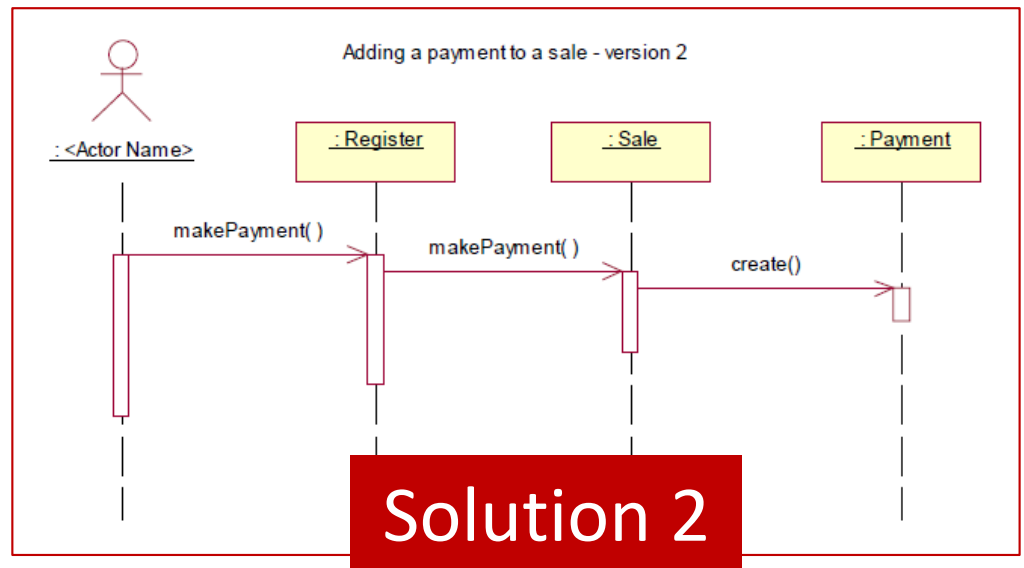 Adding a payment to a sale - version 2
: <Actor Name>
: Register
: Sale
: Payment
makePayment( )
makePayment( )
create()
Solution 2